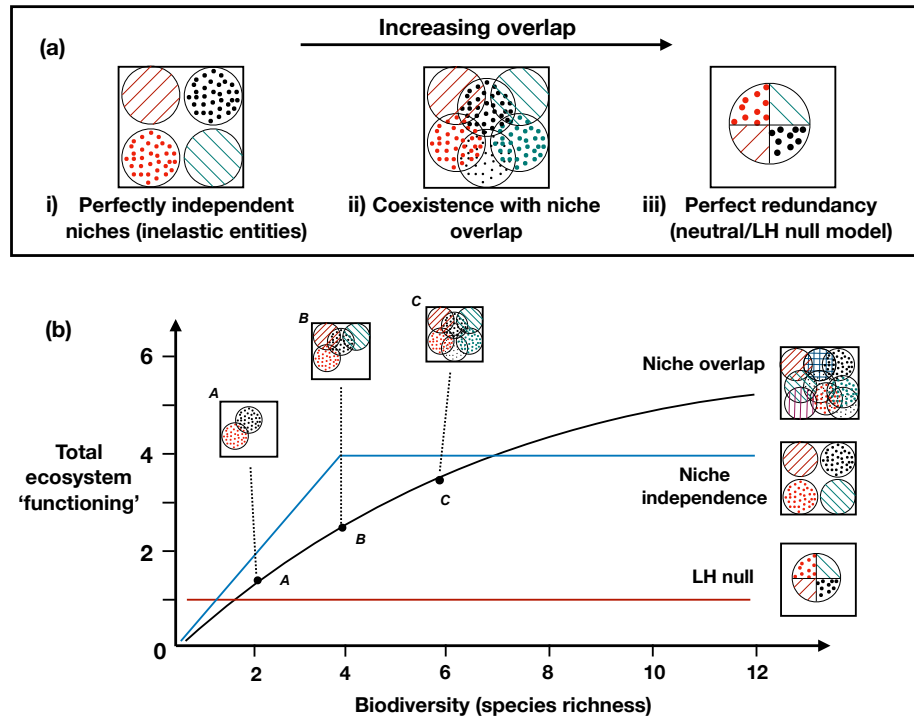 Increasing overlap
(a)
i) Perfectly independent
niches (inelastic entities)
ii) Coexistence with niche
overlap
iii) Perfect redundancy
(neutral/LH null model)
(b)
6
4
2
0
Total
ecosystem
‘functioning’
A
B
C
A
B
C
Niche overlap
Niche
independence
LH null
2
4
6
8
10
12
Biodiversity (species richness)